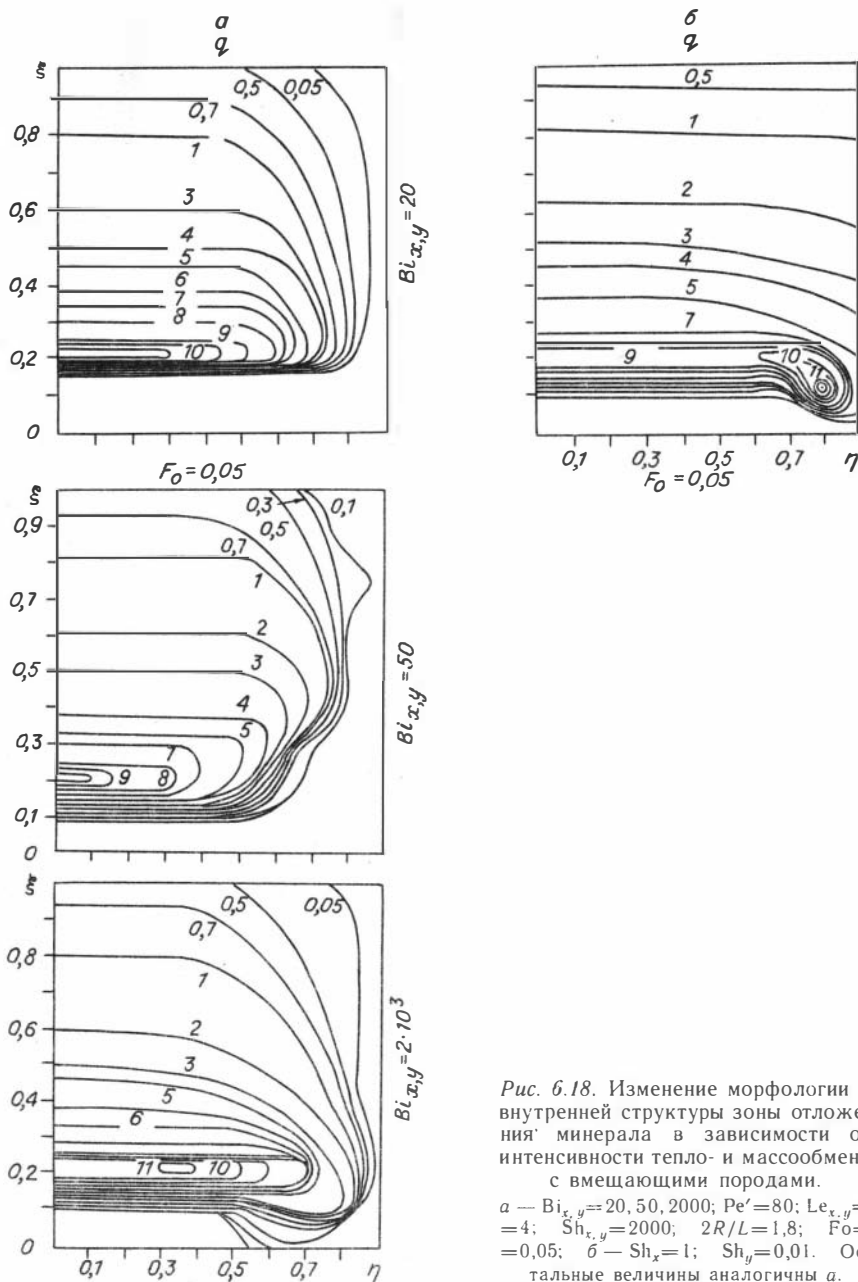 а
q
ξ
0,5
0,05
0,7
0,8
1
0,6
3
4
5
0,4
6
7
8
9
0,2
10
0
Bi x,y = 20
Fo = 0,05
б
q
0,5
1
2
3
4
5
7
9
10
11
0,1 0,3 0,5 0,7 η
Fo = 0,05
ξ
0,3
0,1
0,9
0,5
0,7
1
0,7
2
0,5
3
4
5
0,3
7
9 8
0,1
0
Bi x,y = 50
ξ
0,5
0,05
0,7
0,8
1
0,6
2
3
5
0,4
6
0,2
11 10
0
0,1 0,3 0,5 0,7 η
Bi x,y = 2·10³
Рис. 6.18. Изменение морфологии
внутренней структуры зоны отложе
ния минерала в зависимости о
интенсивности тепло- и массообмен
с вмещающими породами.
а — Bi x, y = 20, 50, 2000; Pe′ = 80; Le x, y =
= 4; Sh x, y = 2000; 2R/L = 1,8; Fo =
= 0,05; б — Sh x = 1; Sh y = 0,01. Ос
тальные величины аналогичны а.